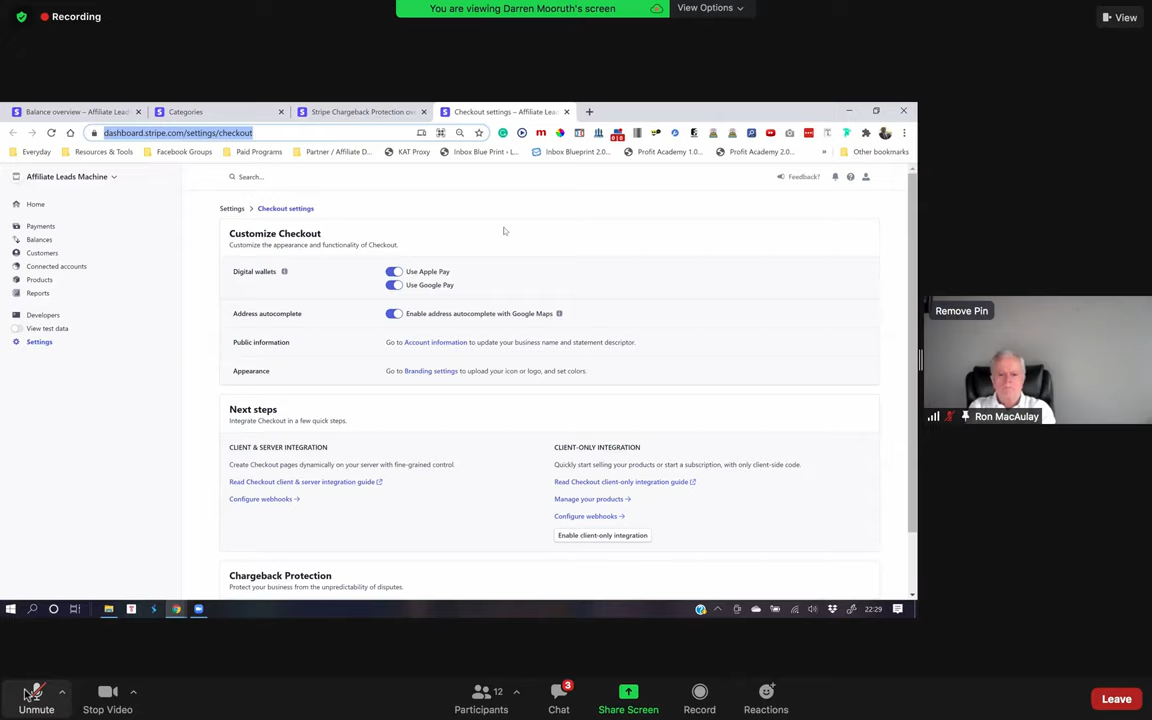 Recording
You are viewing Darren Mooruth's screen
View Options
View
Balance overview – Affiliate Lead
Categories
Stripe Chargeback Protection ov
Checkout settings – Affiliate Lea
dashboard.stripe.com/settings/checkout
Everyday
Resources & Tools
Facebook Groups
Paid Programs
Partner / Affiliate D...
KAT Proxy
Inbox Blue Print - L...
Inbox Blueprint 2.0...
Profit Academy 1.0...
Profit Academy 2.0...
»
Other bookmarks
Affiliate Leads Machine
Search...
Feedback?
Home
Payments
Balances
Customers
Connected accounts
Products
Reports
Developers
View test data
Settings
Settings > Checkout settings
Customize Checkout
Customize the appearance and functionality of Checkout.
Digital wallets
Use Apple Pay
Use Google Pay
Address autocomplete
Enable address autocomplete with Google Maps
Public information
Go to Account information to update your business name and statement descriptor.
Appearance
Go to Branding settings to upload your icon or logo, and set colors.
Next steps
Integrate Checkout in a few quick steps.
CLIENT & SERVER INTEGRATION
Create Checkout pages dynamically on your server with fine-grained control.
Read Checkout client & server integration guide
Configure webhooks →
CLIENT-ONLY INTEGRATION
Quickly start selling your products or start a subscription, with only client-side code.
Read Checkout client-only integration guide
Manage your products →
Configure webhooks →
Enable client-only integration
Chargeback Protection
Protect your business from the unpredictability of disputes.
22:29
Remove Pin
Ron MacAulay
Unmute
Stop Video
12
Participants
3
Chat
Share Screen
Record
Reactions
Leave